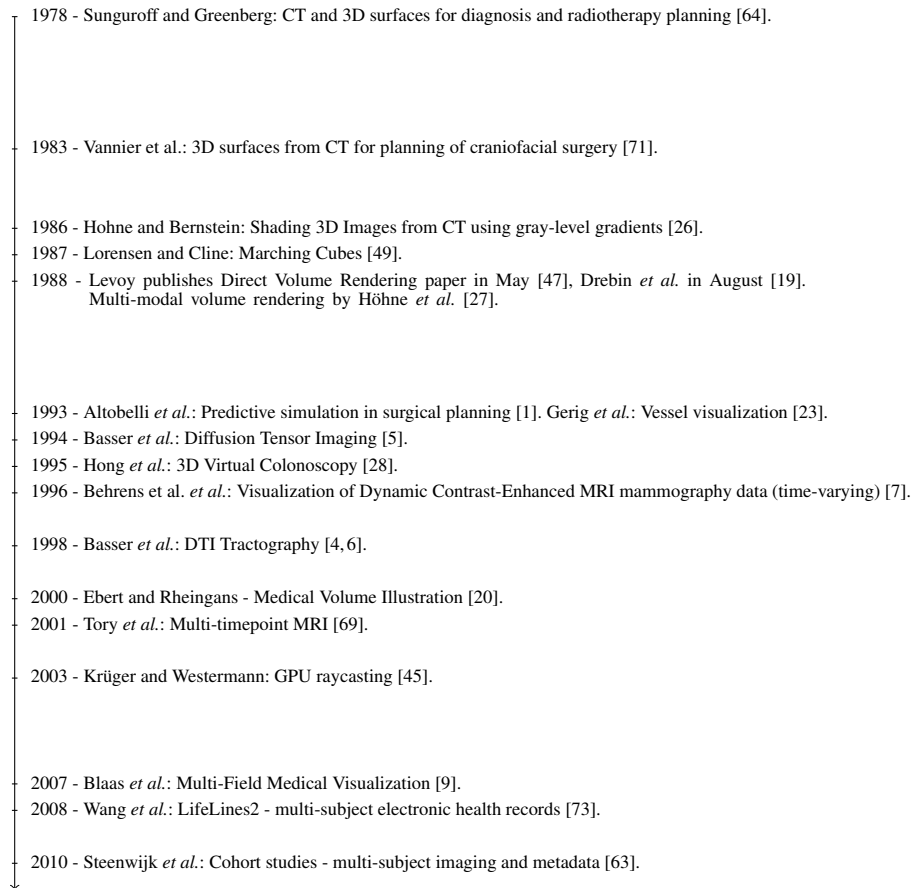 1978 - Sunguroff and Greenberg: CT and 3D surfaces for diagnosis and radiotherapy planning [64].
1983 - Vannier et al.: 3D surfaces from CT for planning of craniofacial surgery [71].
1986 - Hohne and Bernstein: Shading 3D Images from CT using gray-level gradients [26].
1987 - Lorensen and Cline: Marching Cubes [49].
1988 - Levoy publishes Direct Volume Rendering paper in May [47], Drebin et al. in August [19].
Multi-modal volume rendering by Höhne et al. [27].
1993 - Altobelli et al.: Predictive simulation in surgical planning [1]. Gerig et al.: Vessel visualization [23].
1994 - Basser et al.: Diffusion Tensor Imaging [5].
1995 - Hong et al.: 3D Virtual Colonoscopy [28].
1996 - Behrens et al. et al.: Visualization of Dynamic Contrast-Enhanced MRI mammography data (time-varying) [7].
1998 - Basser et al.: DTI Tractography [4,6].
2000 - Ebert and Rheingans - Medical Volume Illustration [20].
2001 - Tory et al.: Multi-timepoint MRI [69].
2003 - Krüger and Westermann: GPU raycasting [45].
2007 - Blaas et al.: Multi-Field Medical Visualization [9].
2008 - Wang et al.: LifeLines2 - multi-subject electronic health records [73].
2010 - Steenwijk et al.: Cohort studies - multi-subject imaging and metadata [63].